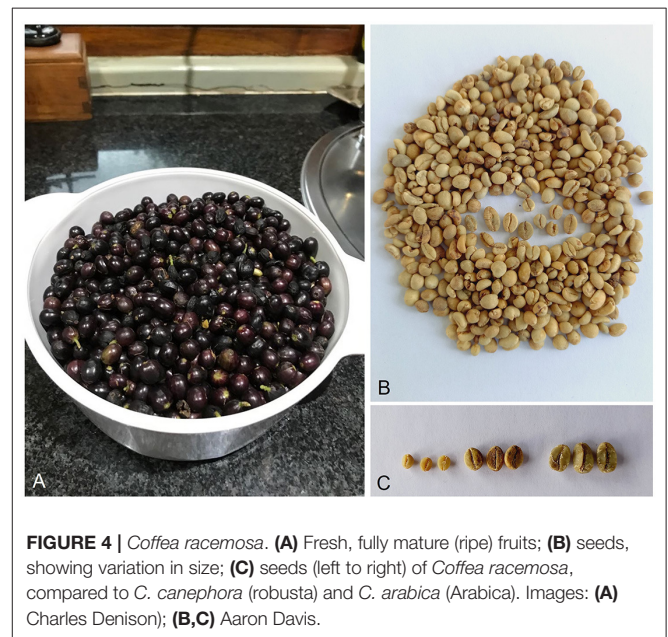 A
B
C
FIGURE 4 | Coffea racemosa. (A) Fresh, fully mature (ripe) fruits; (B) seeds,
showing variation in size; (C) seeds (left to right) of Coffea racemosa,
compared to C. canephora (robusta) and C. arabica (Arabica). Images: (A)
Charles Denison); (B,C) Aaron Davis.